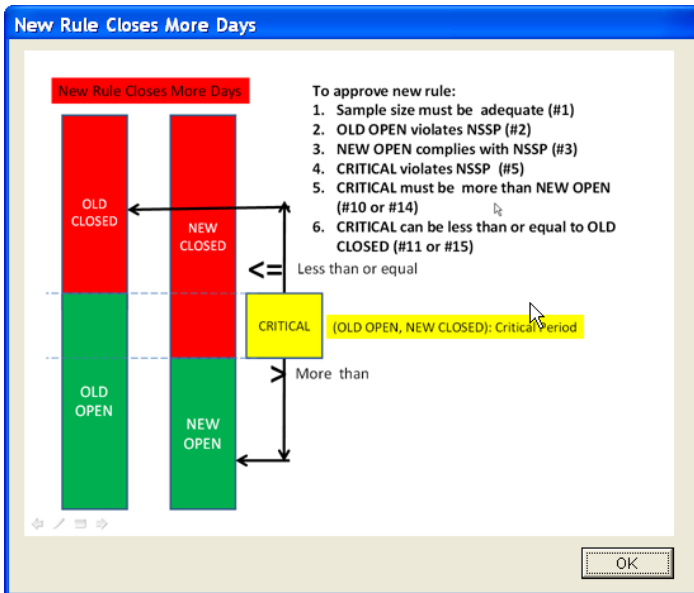 New Rule Closes More Days
New Rule Closes More Days
To approve new rule:
1. Sample size must be adequate (#1)
2. OLD OPEN violates NSSP (#2)
3. NEW OPEN complies with NSSP (#3)
4. CRITICAL violates NSSP (#5)
5. CRITICAL must be more than NEW OPEN
(#10 or #14)
6. CRITICAL can be less than or equal to OLD
CLOSED (#11 or #15)
OLD
CLOSED
NEW
CLOSED
<= Less than or equal
CRITICAL
(OLD OPEN, NEW CLOSED): Critical Period
> More than
OLD
OPEN
NEW
OPEN
OK